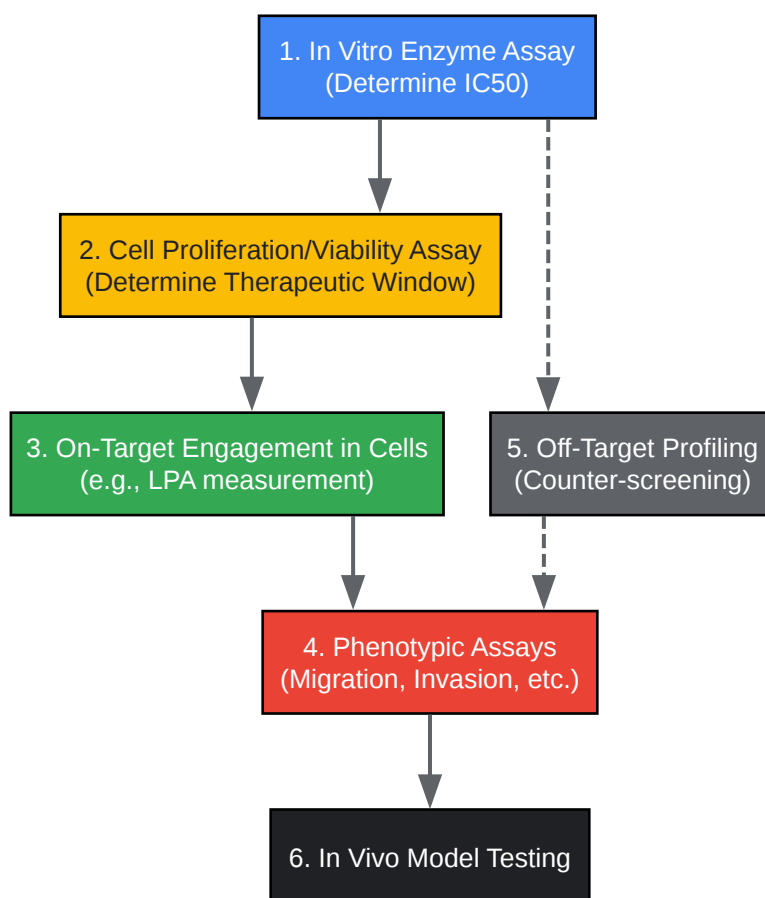 1. In Vitro Enzyme Assay
(Determine IC50)
2. Cell Proliferation/Viability Assay
(Determine Therapeutic Window)
3. On-Target Engagement in Cells
(e.g., LPA measurement)
5. Off-Target Profiling
(Counter-screening)
4. Phenotypic Assays
(Migration, Invasion, etc.)
6. In Vivo Model Testing